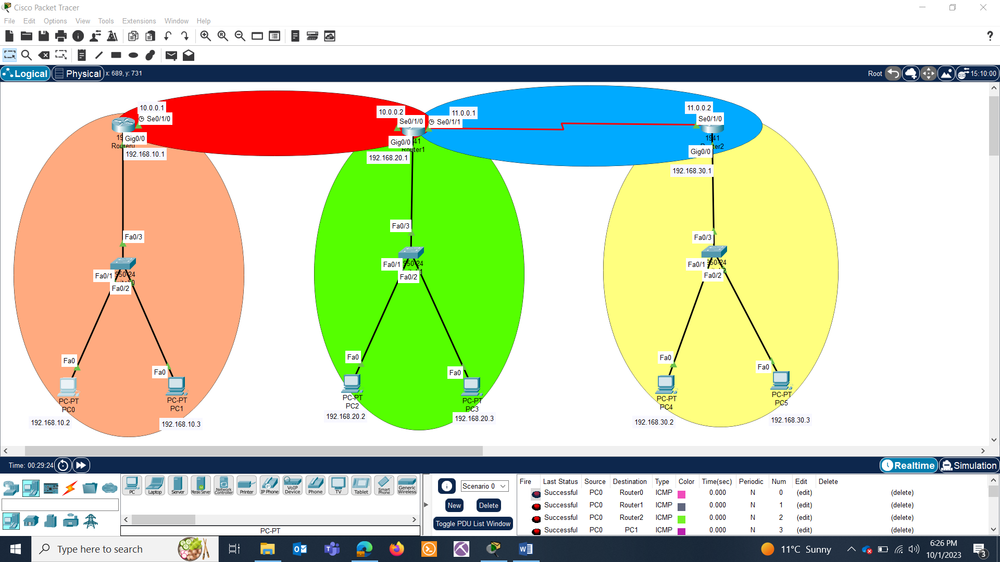 Cisco Packet Tracer
File Edit Options View Tools Extensions Window Help
?
Logical Physical x: 689, y: 731 Root 15:10:00
10.0.0.1
Se0/1/0
Gig0/0
192.168.10.1
10.0.0.2
Se0/1/0
Gig0/0
41
Router1
192.168.20.1
11.0.0.1
Se0/1/1
11.0.0.2
Se0/1/0
1941
Gig0/0
192.168.30.1
Fa0/3
950-24
Fa0/1
Fa0/2
Fa0/3
950-24
Fa0/1
Fa0/2
Fa0/3
950-24
Fa0/1
Fa0/2
Fa0
PC-PT
PC0
192.168.10.2
Fa0
PC-PT
PC1
192.168.10.3
Fa0
PC-PT
PC2
192.168.20.2
Fa0
PC-PT
PC3
192.168.20.3
Fa0
PC-PT
PC4
192.168.30.2
Fa0
PC-PT
PC5
192.168.30.3
Time: 00:29:24 Realtime Simulation
PC Laptop Server Meraki Server Network Controller Printer IP Phone VoIP Device Phone TV Tablet Smart Phone Generic Wireless
PC-PT
Scenario 0
New Delete
Toggle PDU List Window
Fire Last Status Source Destination Type Color Time(sec) Periodic Num Edit Delete
Successful PC0 Router0 ICMP 0.000 N 0 (edit) (delete)
Successful PC0 Router1 ICMP 0.000 N 1 (edit) (delete)
Successful PC0 Router2 ICMP 0.000 N 2 (edit) (delete)
Successful PC0 PC1 ICMP 0.000 N 3 (edit) (delete)
Type here to search
11°C Sunny
6:26 PM
10/1/2023
3